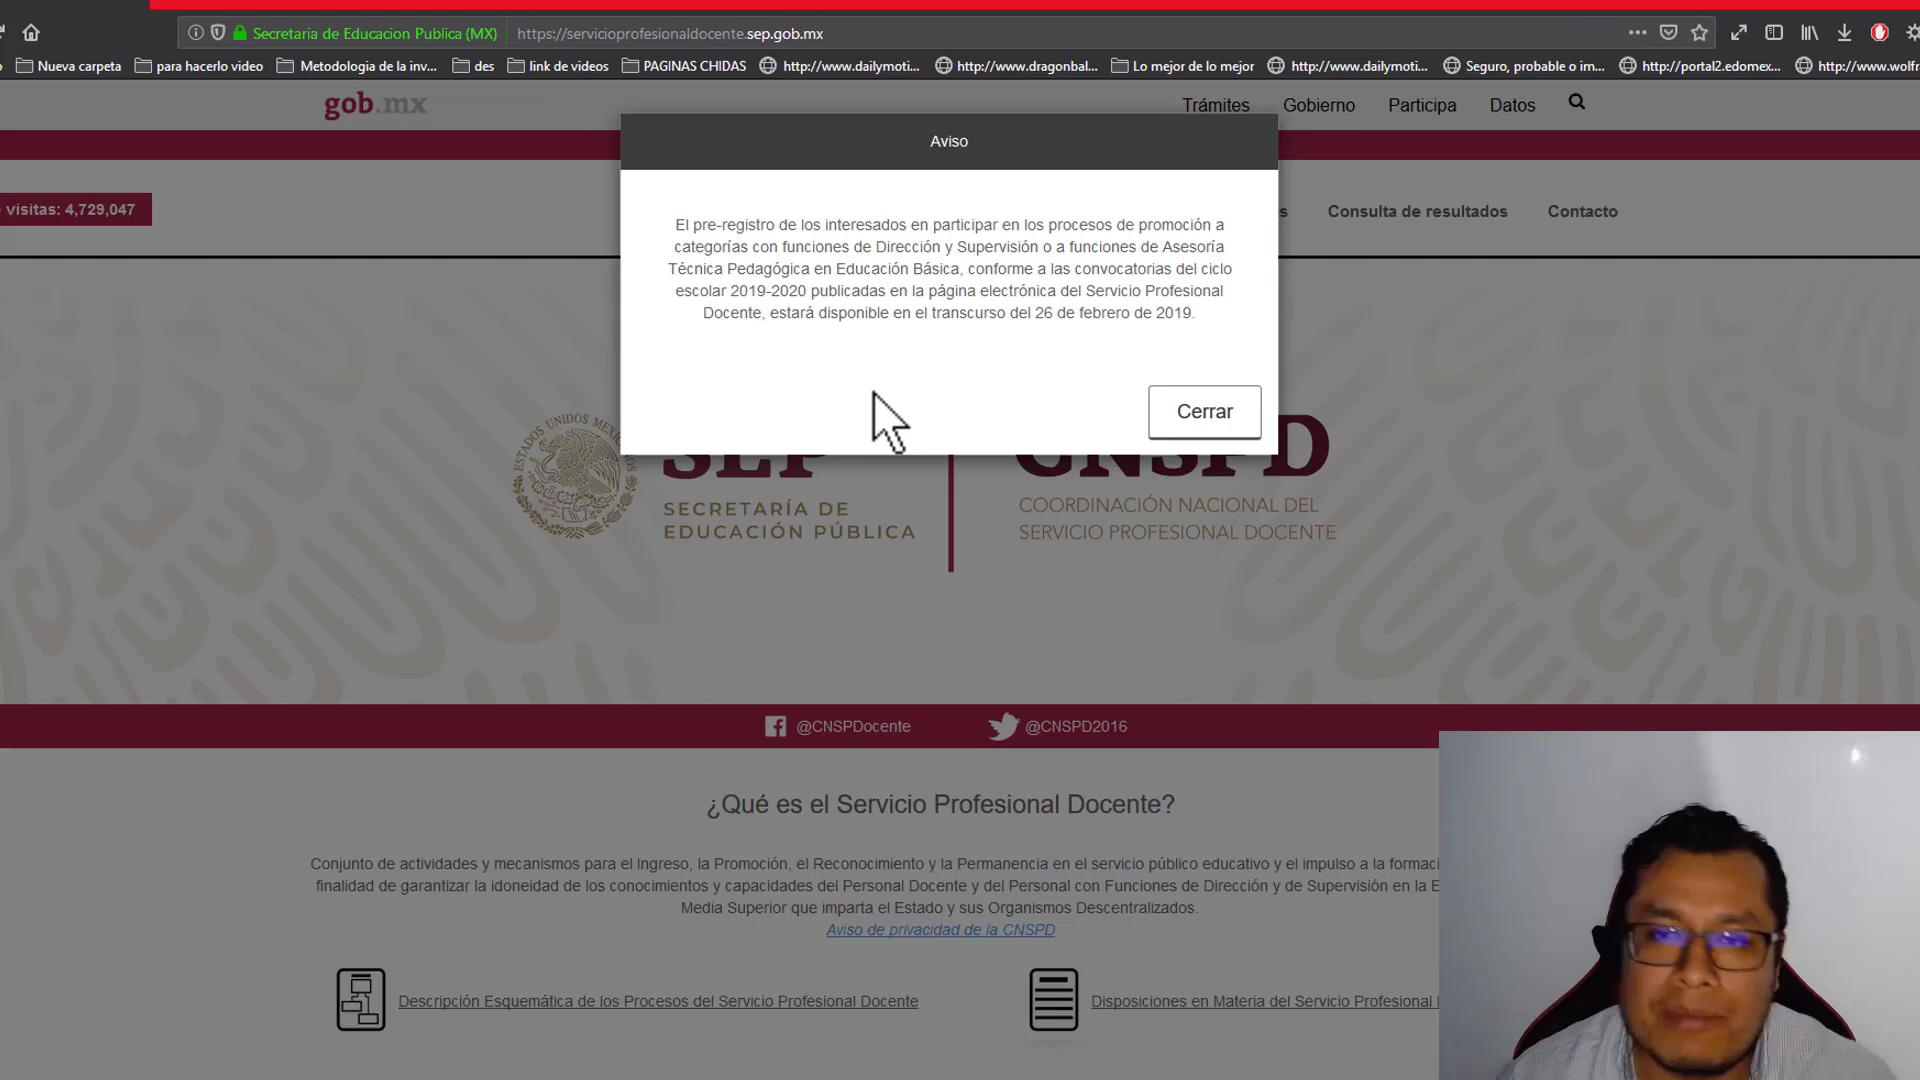 Secretaria de Educacion Publica (MX)
https://servicioprofesionaldocente.sep.gob.mx
Nueva carpeta
para hacerlo video
Metodologia de la inv...
des
link de videos
PAGINAS CHIDAS
http://www.dailymoti...
http://www.dragonbal...
Lo mejor de lo mejor
http://www.dailymoti...
Seguro, probable o im...
http://portal2.edomex...
http://www.wolfr
gob.mx
Trámites
Gobierno
Participa
Datos
Aviso
visitas: 4,729,047
Consulta de resultados
Contacto
El pre-registro de los interesados en participar en los procesos de promoción a
categorías con funciones de Dirección y Supervisión o a funciones de Asesoría
Técnica Pedagógica en Educación Básica, conforme a las convocatorias del ciclo
escolar 2019-2020 publicadas en la página electrónica del Servicio Profesional
Docente, estará disponible en el transcurso del 26 de febrero de 2019.
Cerrar
ESTADOS UNIDOS MEXICANOS
SEP
SECRETARÍA DE
EDUCACIÓN PÚBLICA
CNSPD
COORDINACIÓN NACIONAL DEL
SERVICIO PROFESIONAL DOCENTE
@CNSPDocente
@CNSPD2016
¿Qué es el Servicio Profesional Docente?
Conjunto de actividades y mecanismos para el Ingreso, la Promoción, el Reconocimiento y la Permanencia en el servicio público educativo y el impulso a la formaci
finalidad de garantizar la idoneidad de los conocimientos y capacidades del Personal Docente y del Personal con Funciones de Dirección y de Supervisión en la E
Media Superior que imparta el Estado y sus Organismos Descentralizados.
Aviso de privacidad de la CNSPD
Descripción Esquemática de los Procesos del Servicio Profesional Docente
Disposiciones en Materia del Servicio Profesional